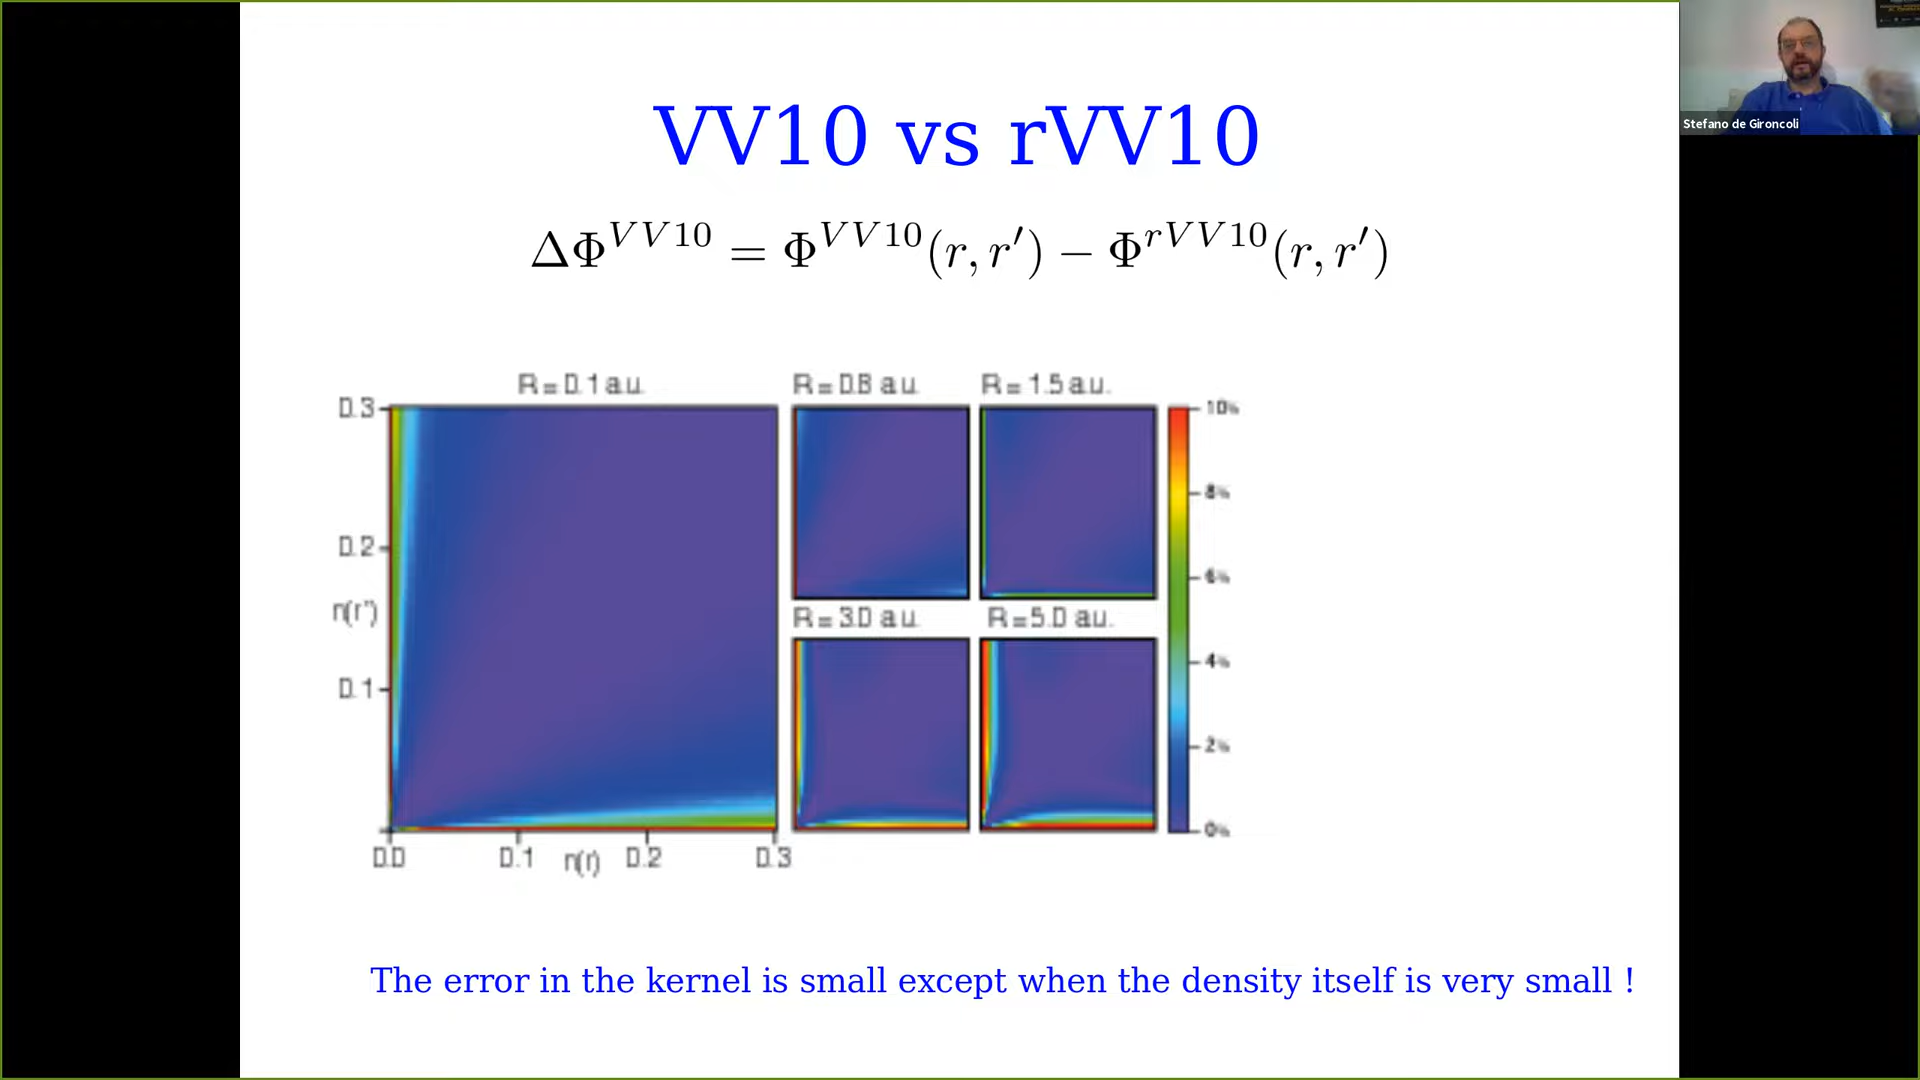 VV10 vs rVV10
ΔΦ^{VV10} = Φ^{VV10}(r, r′) − Φ^{rVV10}(r, r′)
R = 0.1 a.u.
R = 0.8 a.u.
R = 1.5 a.u.
0.3
0.2
n(r')
0.1
R = 3.0 a.u.
R = 5.0 a.u.
10%
8%
6%
4%
2%
0%
0.0
0.1
n(r)
0.2
0.3
The error in the kernel is small except when the density itself is very small !
Stefano de Gironcoli